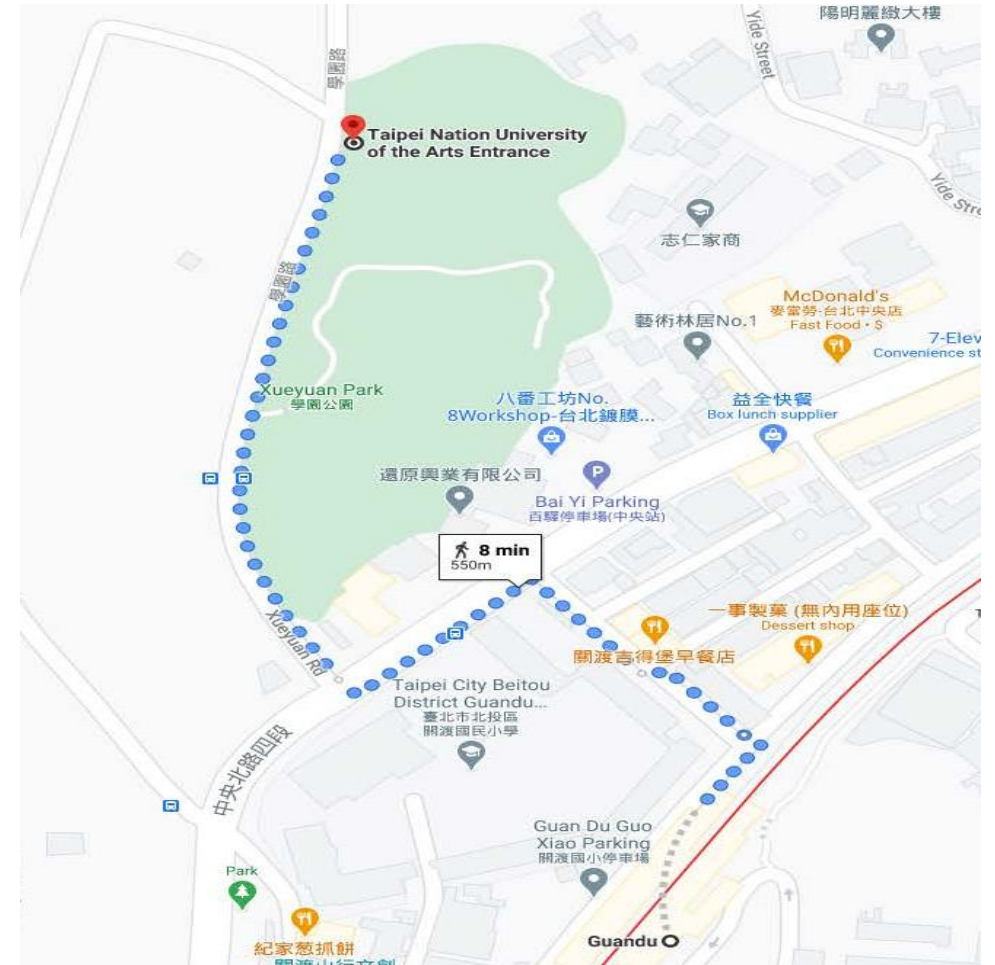 陽明麗緻大樓
Yide Street
學園路
Taipei Nation University
of the Arts Entrance
Yide Stre
志仁家商
學園路
McDonald's
麥當勞-台北中央店
Fast Food • $
藝術林居No.1
7-Elev
Convenience st
Xueyuan Park
學園公園
八番工坊No.
8Workshop-台北鍍膜...
益全快餐
Box lunch supplier
還原興業有限公司
P
Bai Yi Parking
百驛停車場(中央站)
8 min
550m
一事製菓 (無內用座位)
Dessert shop
Xueyuan Rd
關渡吉得堡早餐店
Taipei City Beitou
District Guandu...
臺北市北投區
關渡國民小學
中央北路四段
Guan Du Guo
Xiao Parking
關渡國小停車場
Park
Guandu
紀家葱抓餅